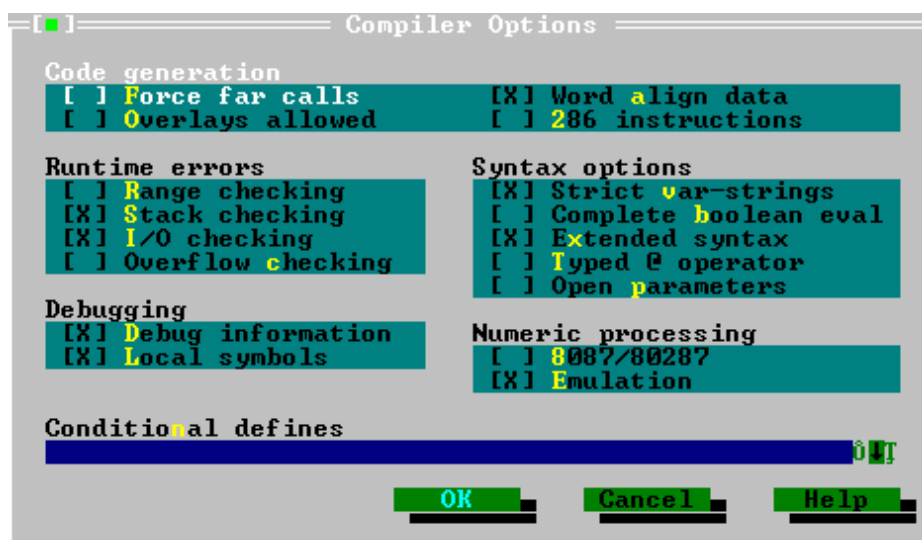 [■] Compiler Options
Code generation
[ ] Force far calls [X] Word align data
[ ] Overlays allowed [ ] 286 instructions
Runtime errors
[ ] Range checking
[X] Stack checking
[X] I/O checking
[ ] Overflow checking
Syntax options
[X] Strict var-strings
[ ] Complete boolean eval
[X] Extended syntax
[ ] Typed @ operator
[ ] Open parameters
Debugging
[X] Debug information
[X] Local symbols
Numeric processing
[ ] 8087/80287
[X] Emulation
Conditional defines
Ô↓Ţ
OK Cancel Help